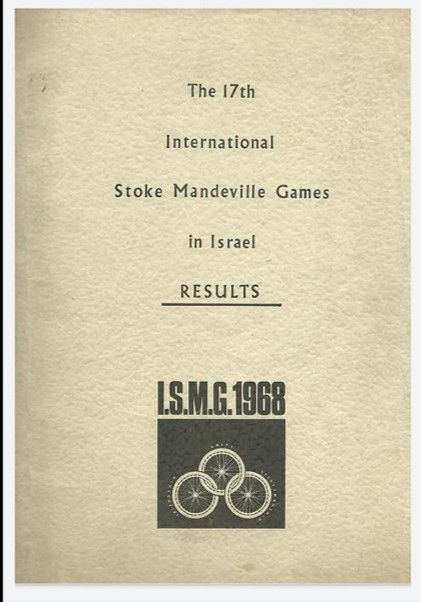 The 17th
International
Stoke Mandeville Games
in Israel
RESULTS
I.S.M.G.1968